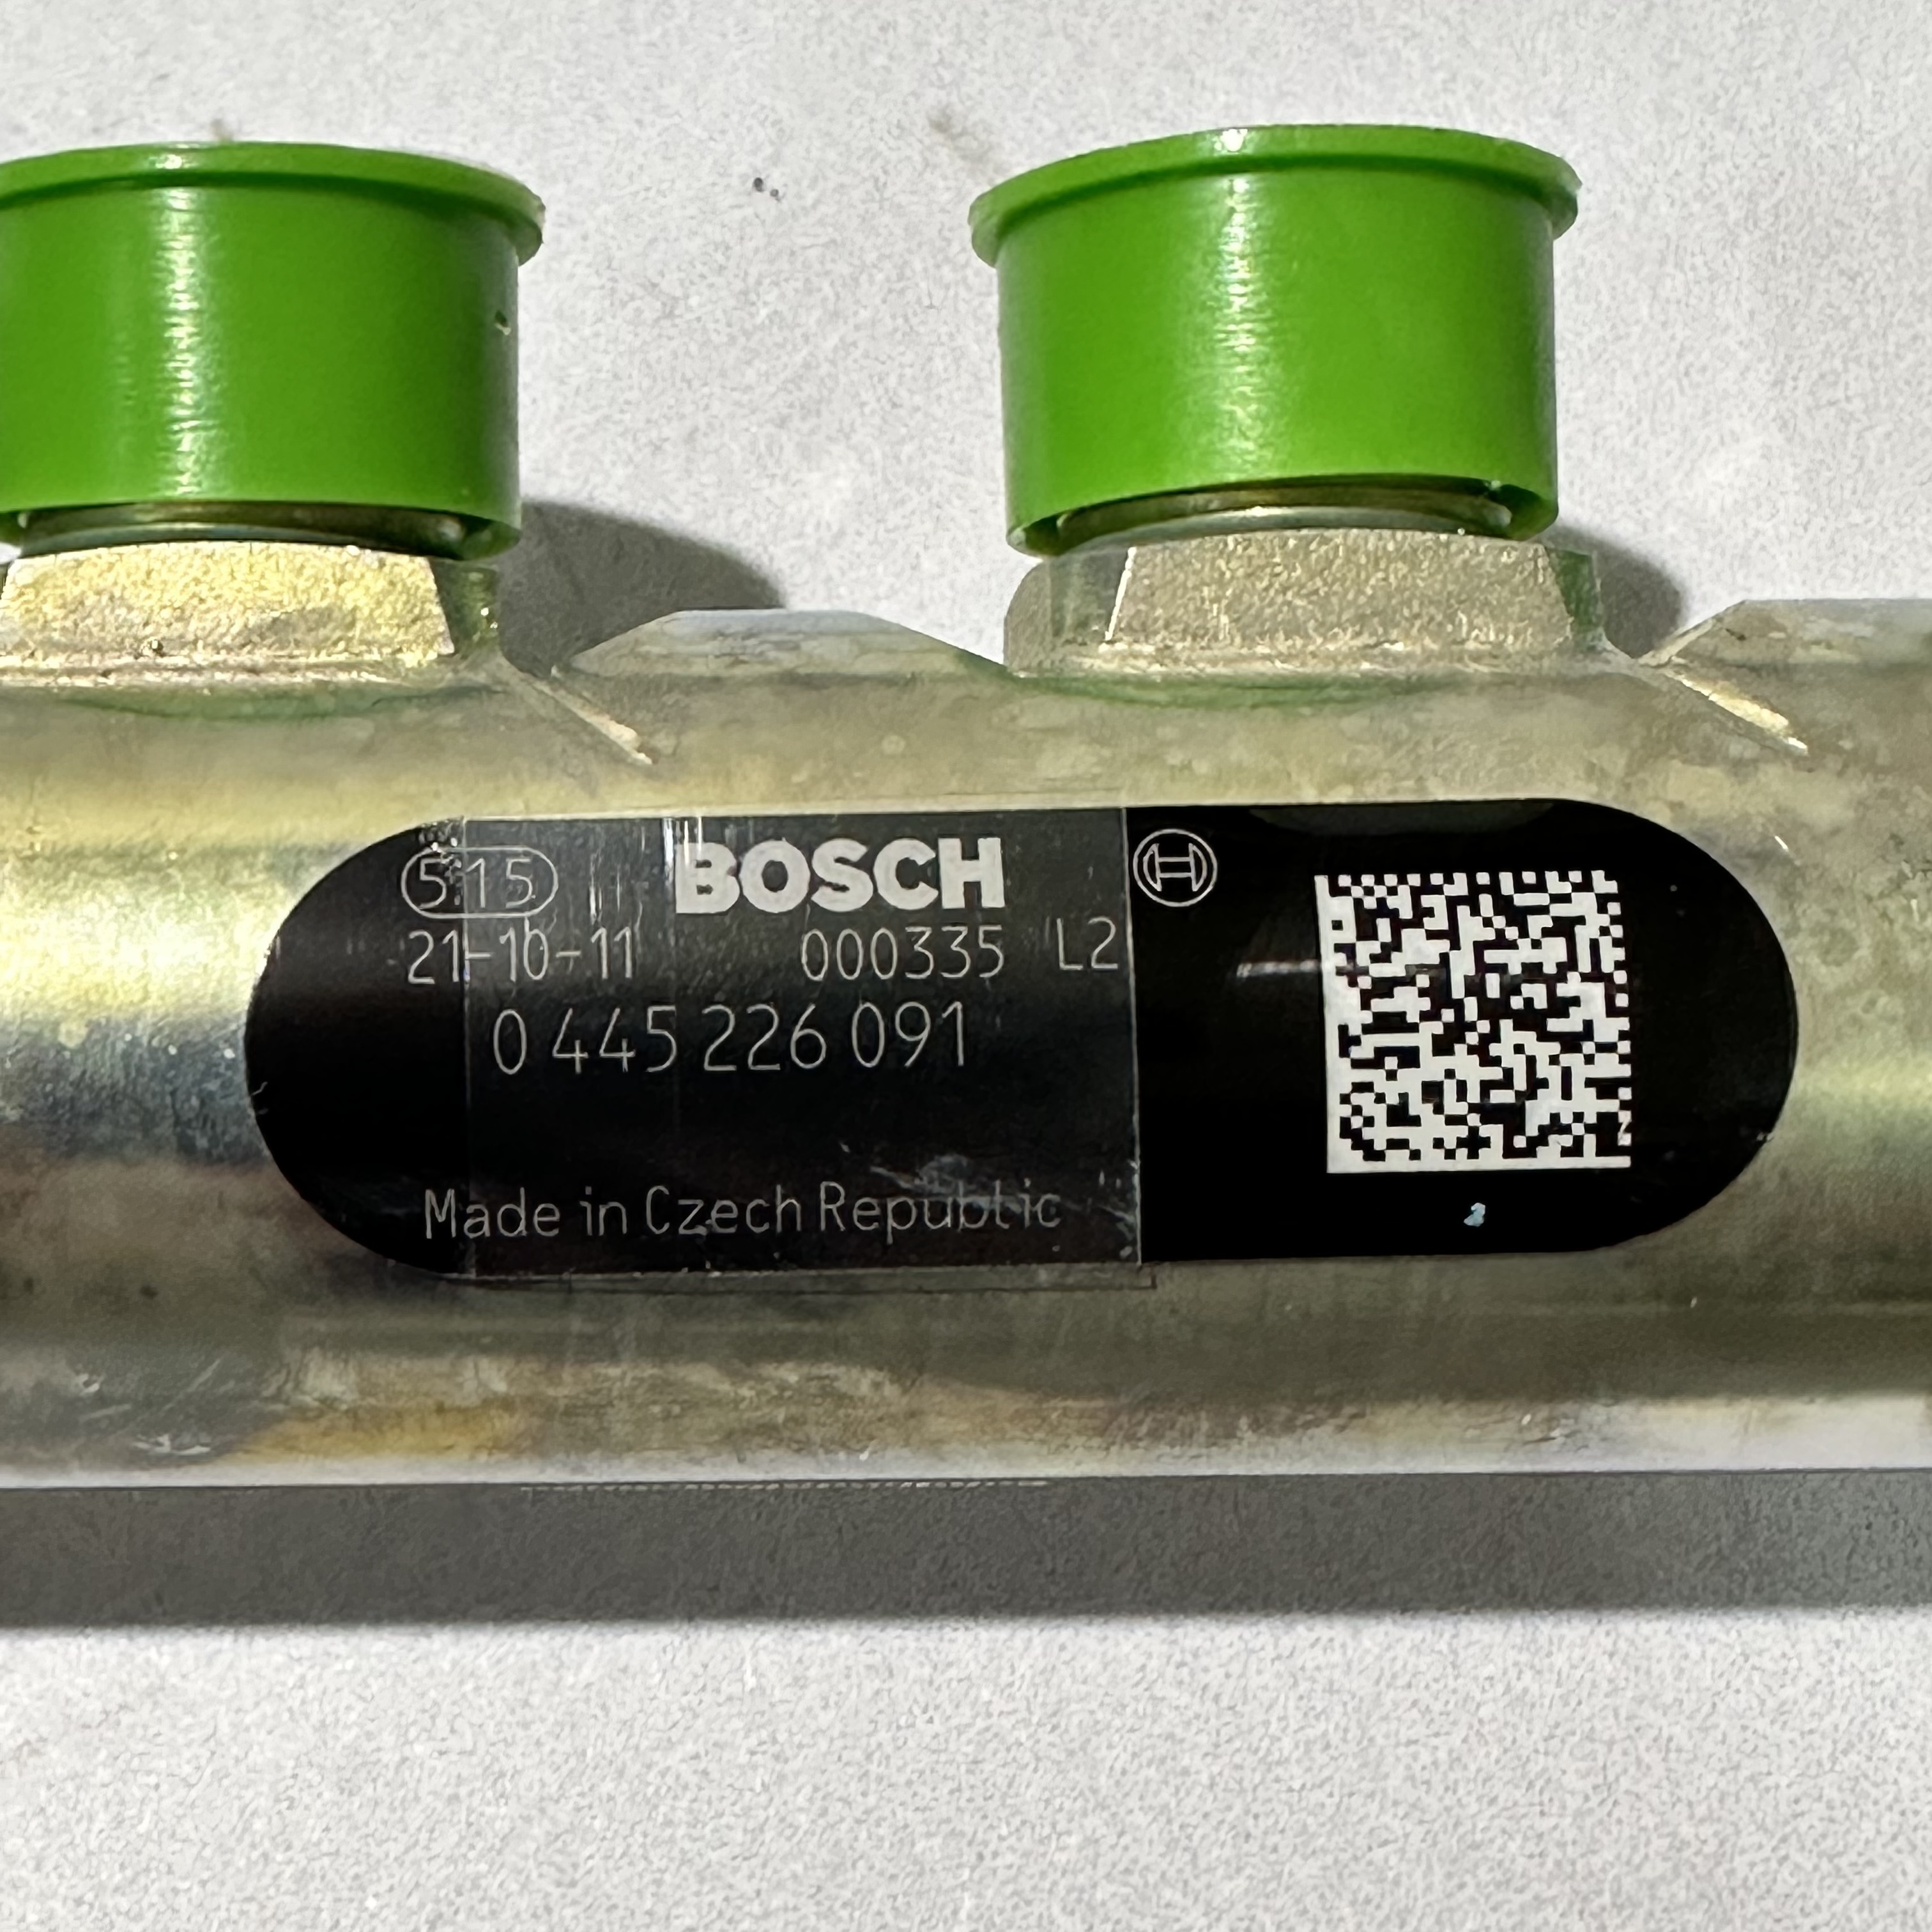 515 BOSCH
21-10-11 000335 L2
0 445 226 091
Made in Czech Republic